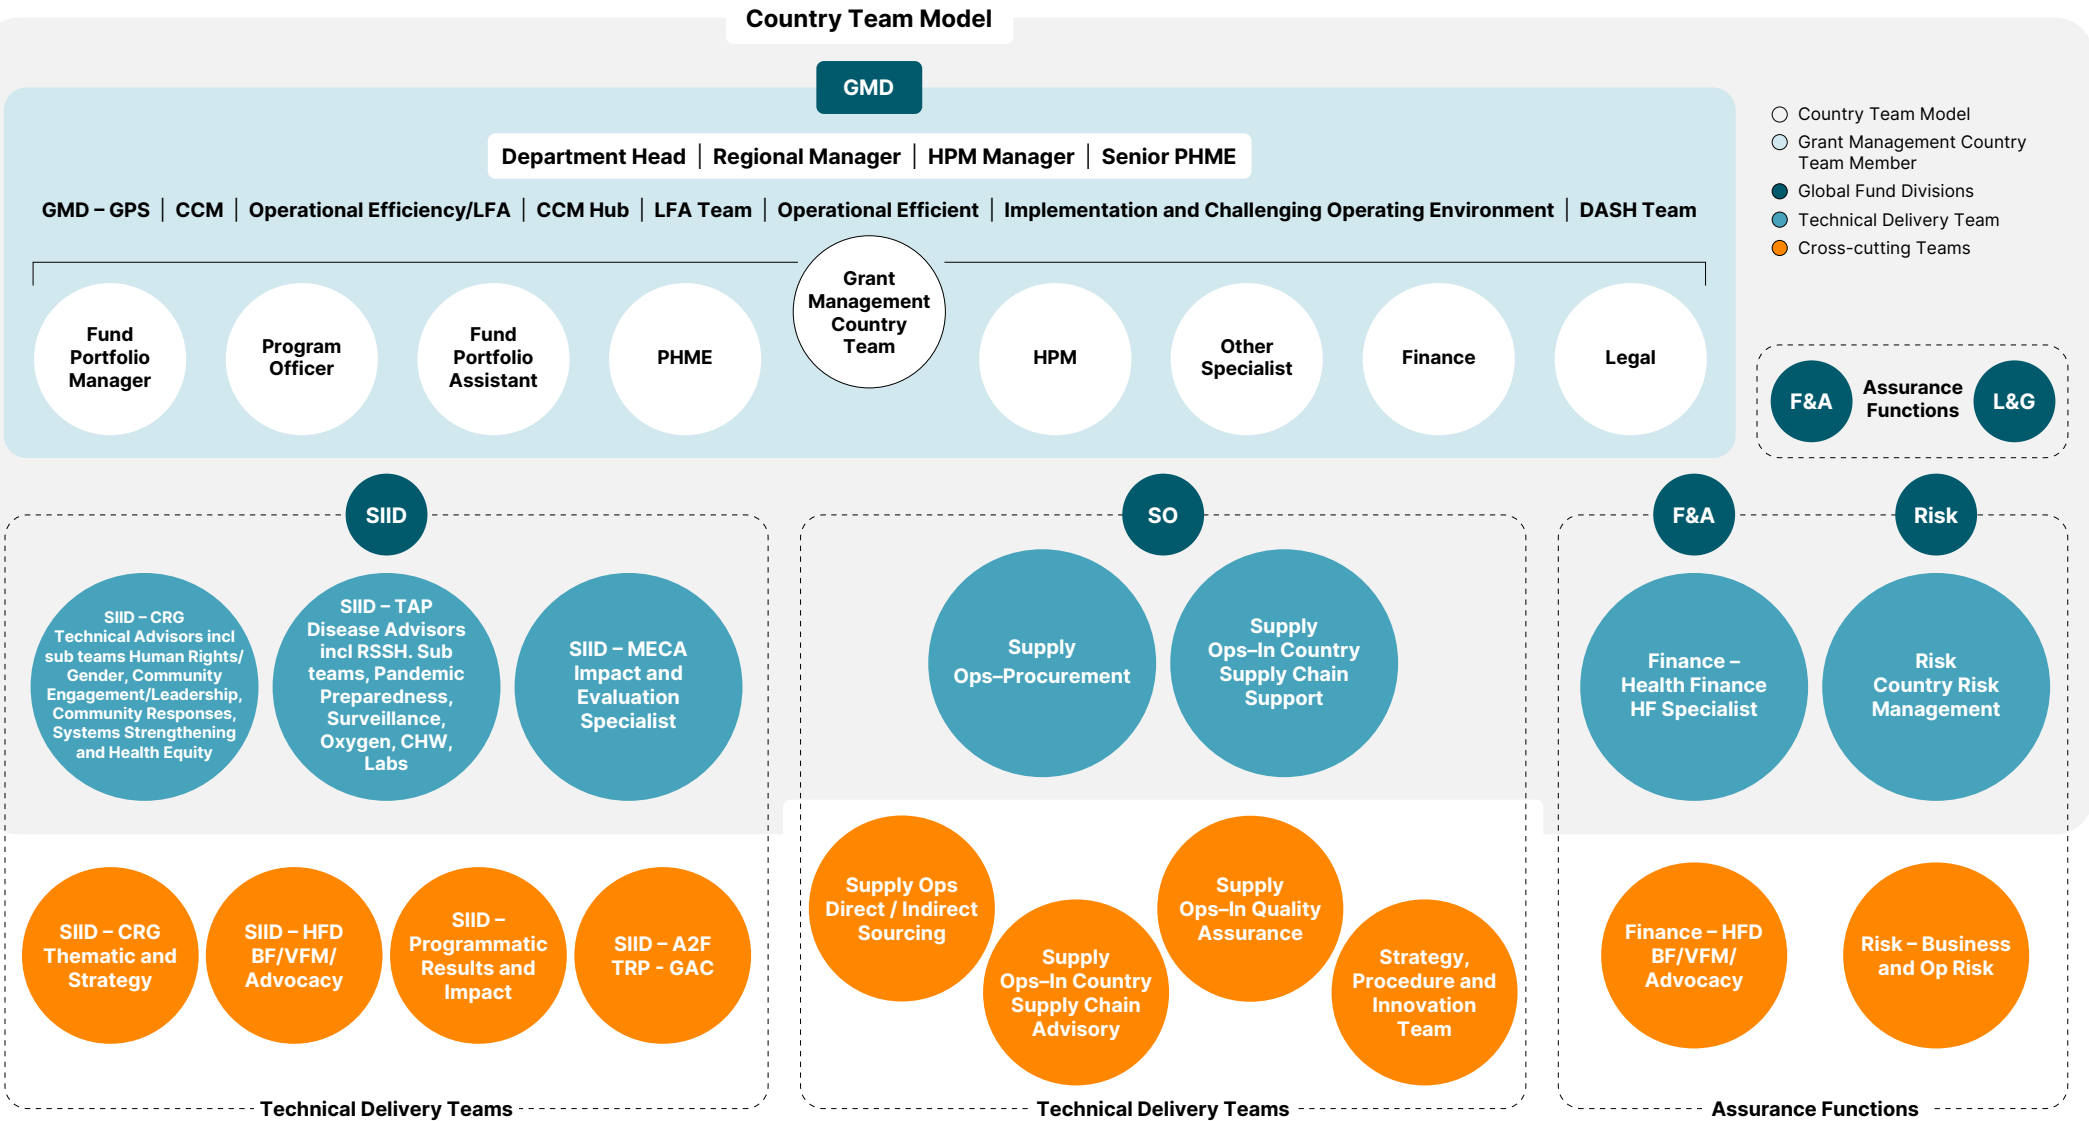 Country Team Model
GMD
Department Head | Regional Manager | HPM Manager | Senior PHME
GMD – GPS | CCM | Operational Efficiency/LFA | CCM Hub | LFA Team | Operational Efficient | Implementation and Challenging Operating Environment | DASH Team
Fund
Portfolio
Manager
Program
Officer
Fund
Portfolio
Assistant
PHME
Grant
Management
Country
Team
HPM
Other
Specialist
Finance
Legal
Country Team Model
Grant Management Country
Team Member
Global Fund Divisions
Technical Delivery Team
Cross-cutting Teams
F&A
Assurance
Functions
L&G
SIID
SIID – CRG
Technical Advisors incl
sub teams Human Rights/
Gender, Community
Engagement/Leadership,
Community Responses,
Systems Strengthening
and Health Equity
SIID – TAP
Disease Advisors
incl RSSH. Sub
teams, Pandemic
Preparedness,
Surveillance,
Oxygen, CHW,
Labs
SIID – MECA
Impact and
Evaluation
Specialist
SIID – CRG
Thematic and
Strategy
SIID – HFD
BF/VFM/
Advocacy
SIID –
Programmatic
Results and
Impact
SIID – A2F
TRP - GAC
Technical Delivery Teams
SO
Supply
Ops–Procurement
Supply
Ops–In Country
Supply Chain
Support
Supply Ops
Direct / Indirect
Sourcing
Supply
Ops–In Country
Supply Chain
Advisory
Supply
Ops–In Quality
Assurance
Strategy,
Procedure and
Innovation
Team
Technical Delivery Teams
F&A
Risk
Finance –
Health Finance
HF Specialist
Risk
Country Risk
Management
Finance – HFD
BF/VFM/
Advocacy
Risk – Business
and Op Risk
Assurance Functions